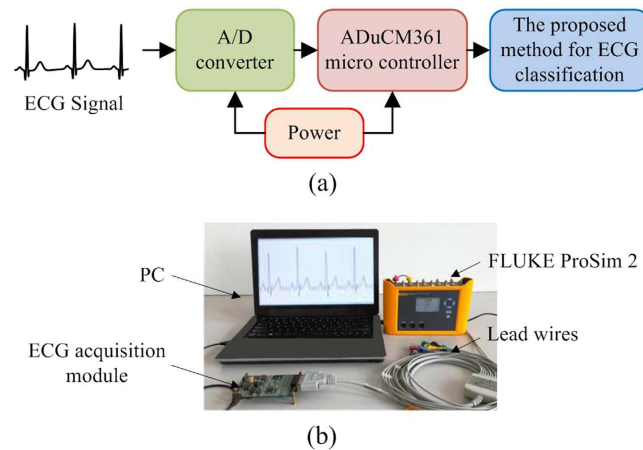 A/D
converter
ADuCM361
micro controller
The proposed
method for ECG
classification
ECG Signal
Power
(a)
PC
FLUKE ProSim 2
Lead wires
ECG acquisition
module
(b)